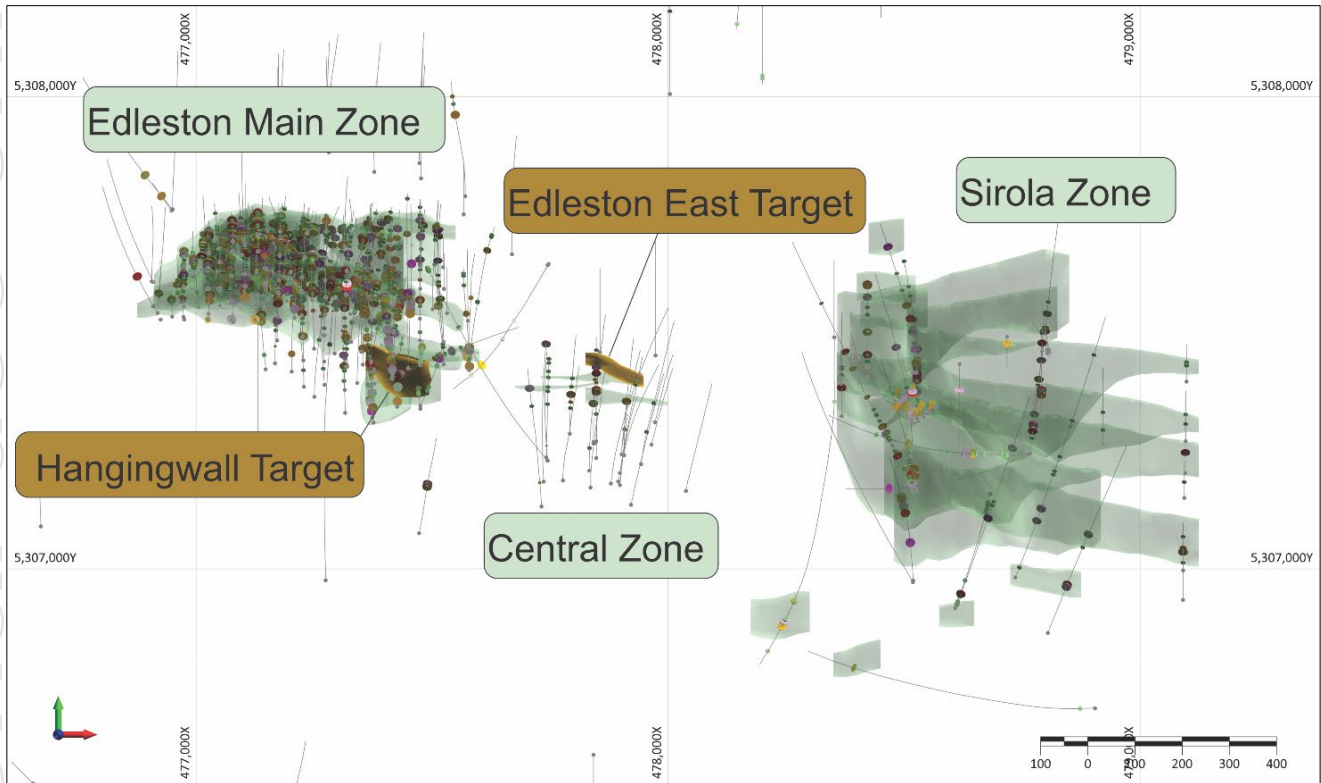 477,000X
478,000X
479,000X
5,308,000Y
5,308,000Y
Edleston Main Zone
Edleston East Target
Sirola Zone
Hangingwall Target
Central Zone
5,307,000Y
5,307,000Y
477,000X
478,000X
479,000X
100 0 100 200 300 400